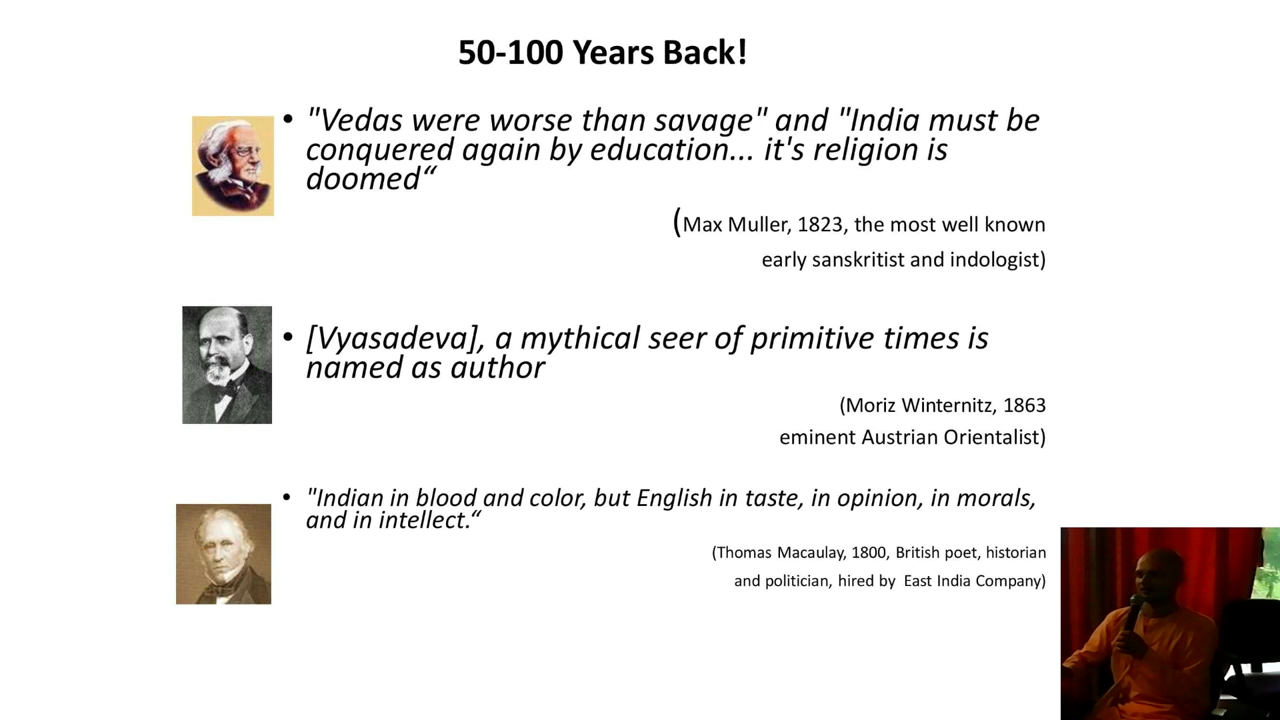 50-100 Years Back!
• "Vedas were worse than savage" and "India must be
conquered again by education... it's religion is
doomed“
(Max Muller, 1823, the most well known
early sanskritist and indologist)
• [Vyasadeva], a mythical seer of primitive times is
named as author
(Moriz Winternitz, 1863
eminent Austrian Orientalist)
• "Indian in blood and color, but English in taste, in opinion, in morals,
and in intellect.“
(Thomas Macaulay, 1800, British poet, historian
and politician, hired by  East India Company)